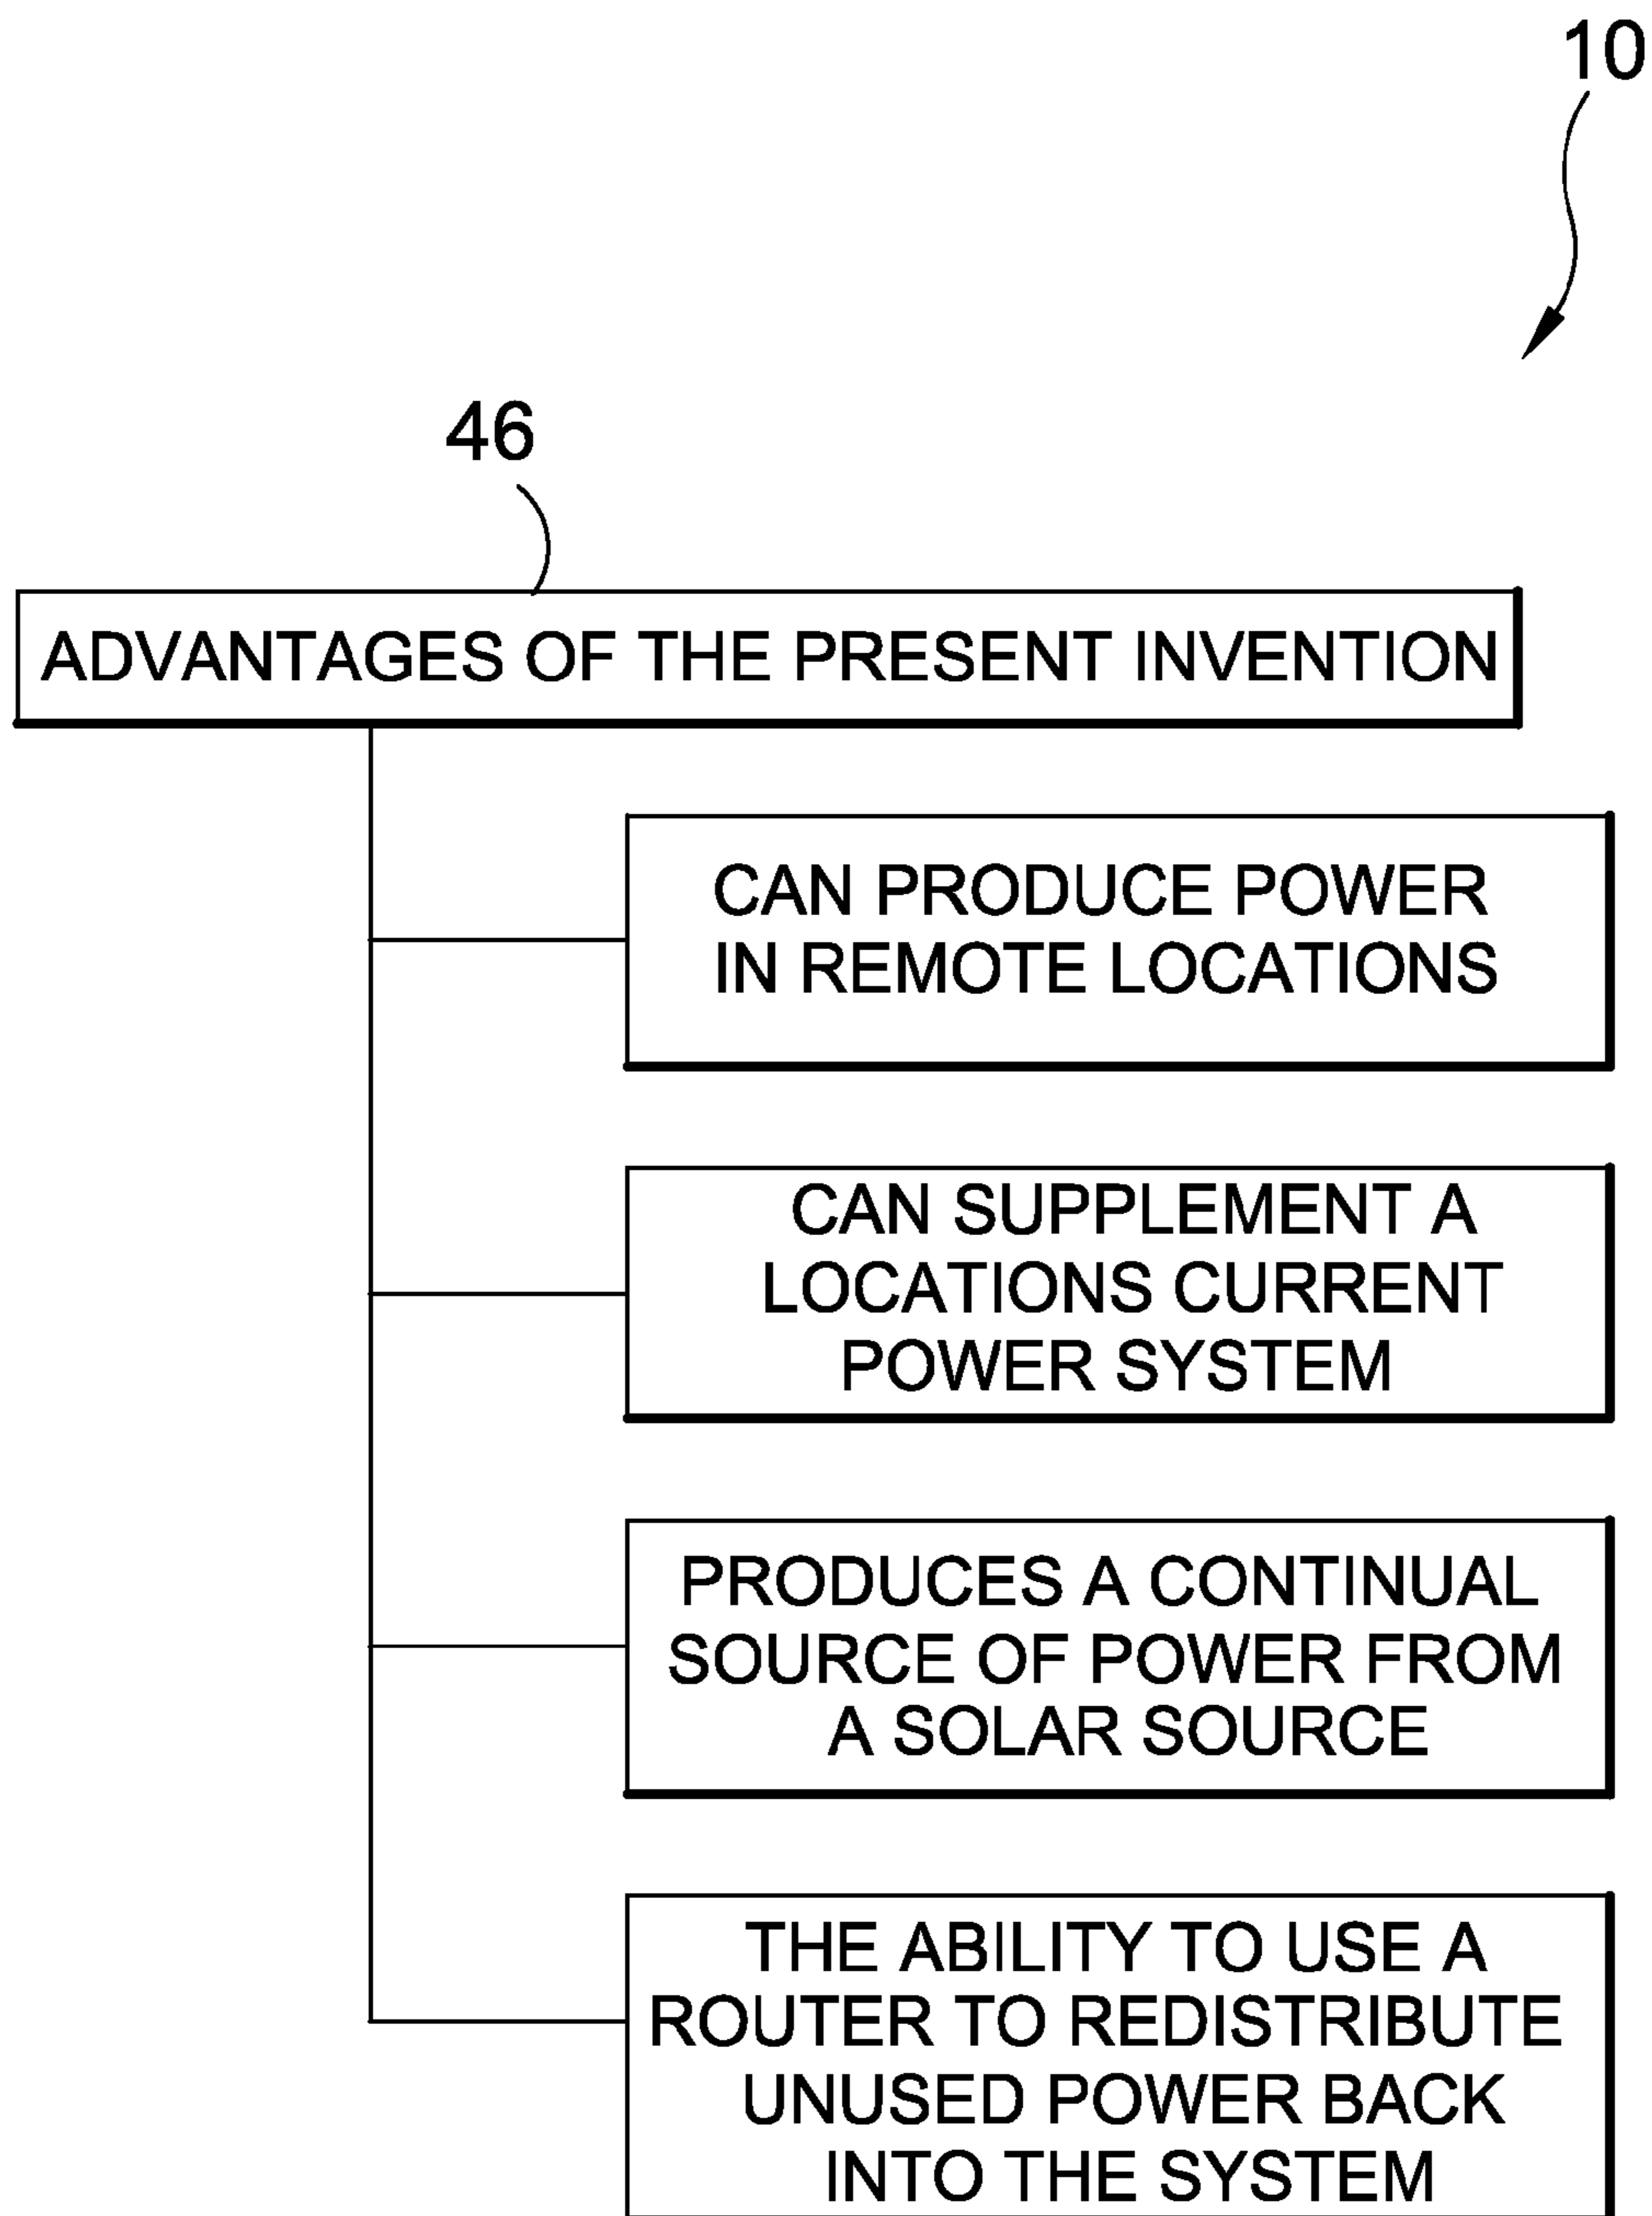 10
46
ADVANTAGES OF THE PRESENT INVENTION
CAN PRODUCE POWER
IN REMOTE LOCATIONS
CAN SUPPLEMENT A
LOCATIONS CURRENT
POWER SYSTEM
PRODUCES A CONTINUAL
SOURCE OF POWER FROM
A SOLAR SOURCE
THE ABILITY TO USE A
ROUTER TO REDISTRIBUTE
UNUSED POWER BACK
INTO THE SYSTEM